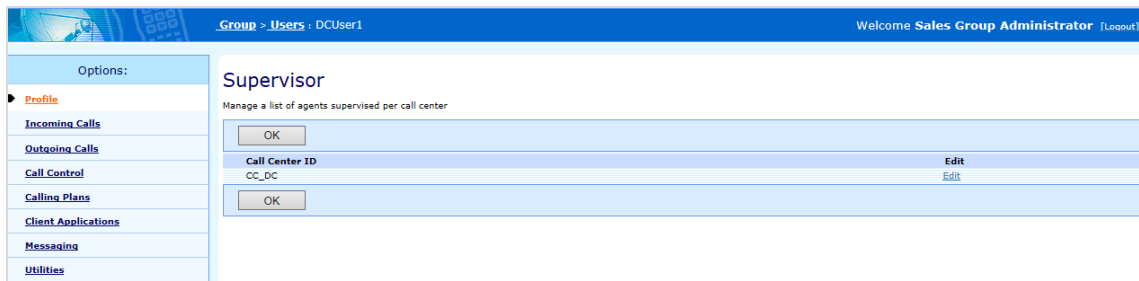 Group > Users : DCUser1
Welcome Sales Group Administrator [Logout]
Options:
Profile
Incoming Calls
Outgoing Calls
Call Control
Calling Plans
Client Applications
Messaging
Utilities
Supervisor
Manage a list of agents supervised per call center
OK
Call Center ID Edit
CC_DC Edit
OK